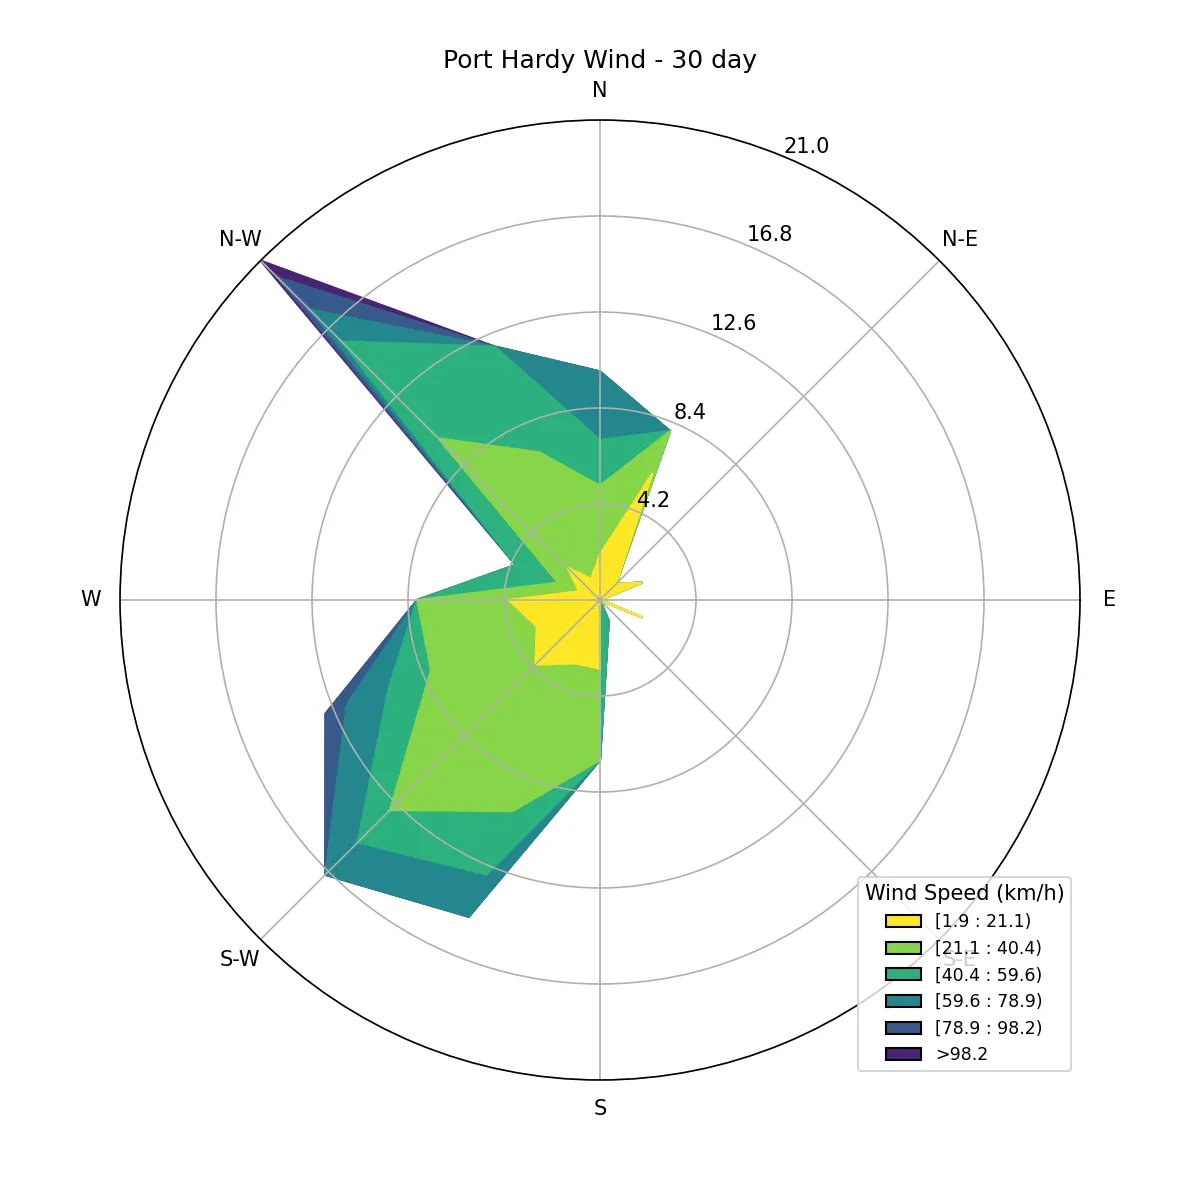 Port Hardy Wind - 30 day
N
21.0
16.8
N-W
N-E
12.6
8.4
4.2
W
E
Wind Speed (km/h)
[1.9 : 21.1)
[21.1 : 40.4)
S-W
S-E
[40.4 : 59.6)
[59.6 : 78.9)
[78.9 : 98.2)
>98.2
S